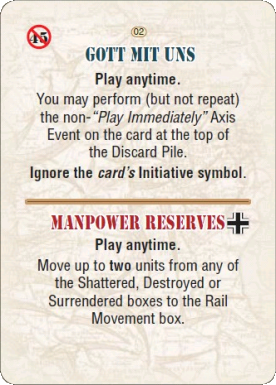 45
02
GOTT MIT UNS
Play anytime.
You may perform (but not repeat)
the non-“Play Immediately” Axis
Event on the card at the top of
the Discard Pile.
Ignore the card's Initiative symbol.
MANPOWER RESERVES
Play anytime.
Move up to two units from any of
the Shattered, Destroyed or
Surrendered boxes to the Rail
Movement box.